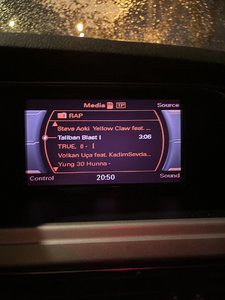 Media TP Source
RAP
Steve Aoki Yellow Claw feat. ...
Taliban Blast I 3:06
TRUE, 6 - 1
Volkan Uça feat. KadimSevda...
Yung 30 Hunna -
Control 20:50 Sound